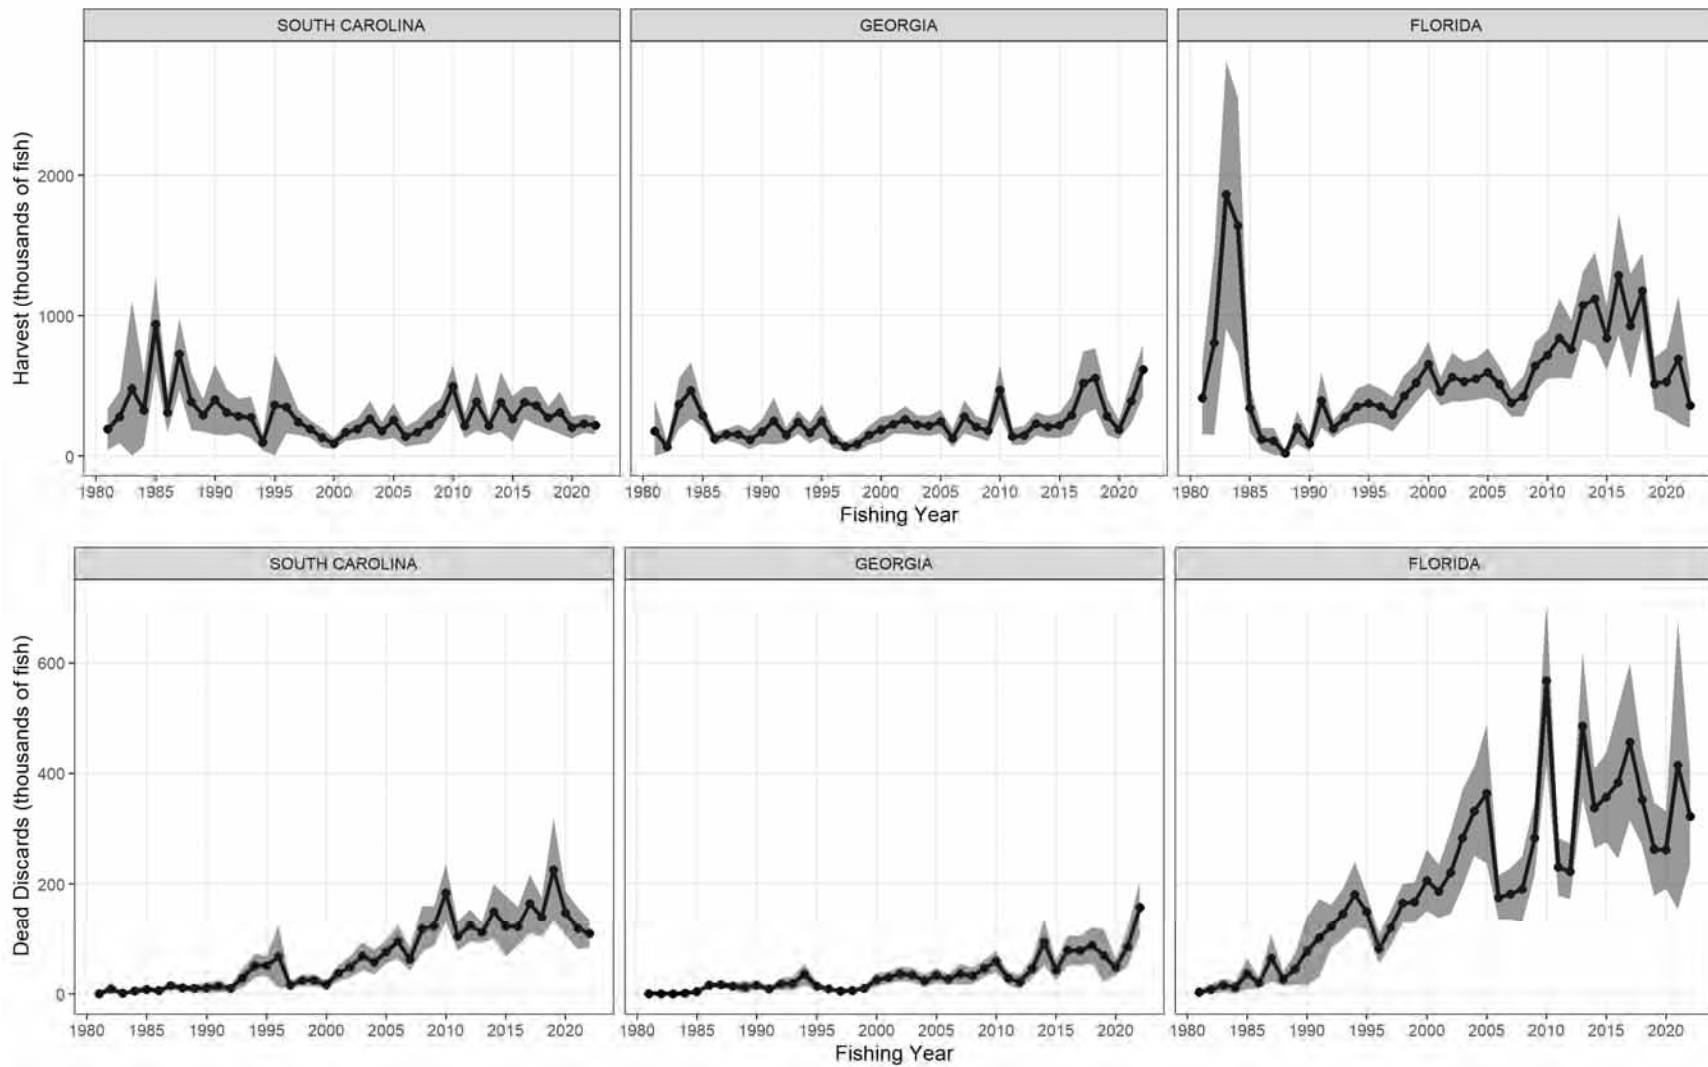 SOUTH CAROLINA GEORGIA FLORIDA
Harvest (thousands of fish)
2000
1000
0
1980 1985 1990 1995 2000 2005 2010 2015 2020 1980 1985 1990 1995 2000 2005 2010 2015 2020 1980 1985 1990 1995 2000 2005 2010 2015 2020
Fishing Year
SOUTH CAROLINA GEORGIA FLORIDA
Dead Discards (thousands of fish)
600
400
200
0
1980 1985 1990 1995 2000 2005 2010 2015 2020 1980 1985 1990 1995 2000 2005 2010 2015 2020 1980 1985 1990 1995 2000 2005 2010 2015 2020
Fishing Year